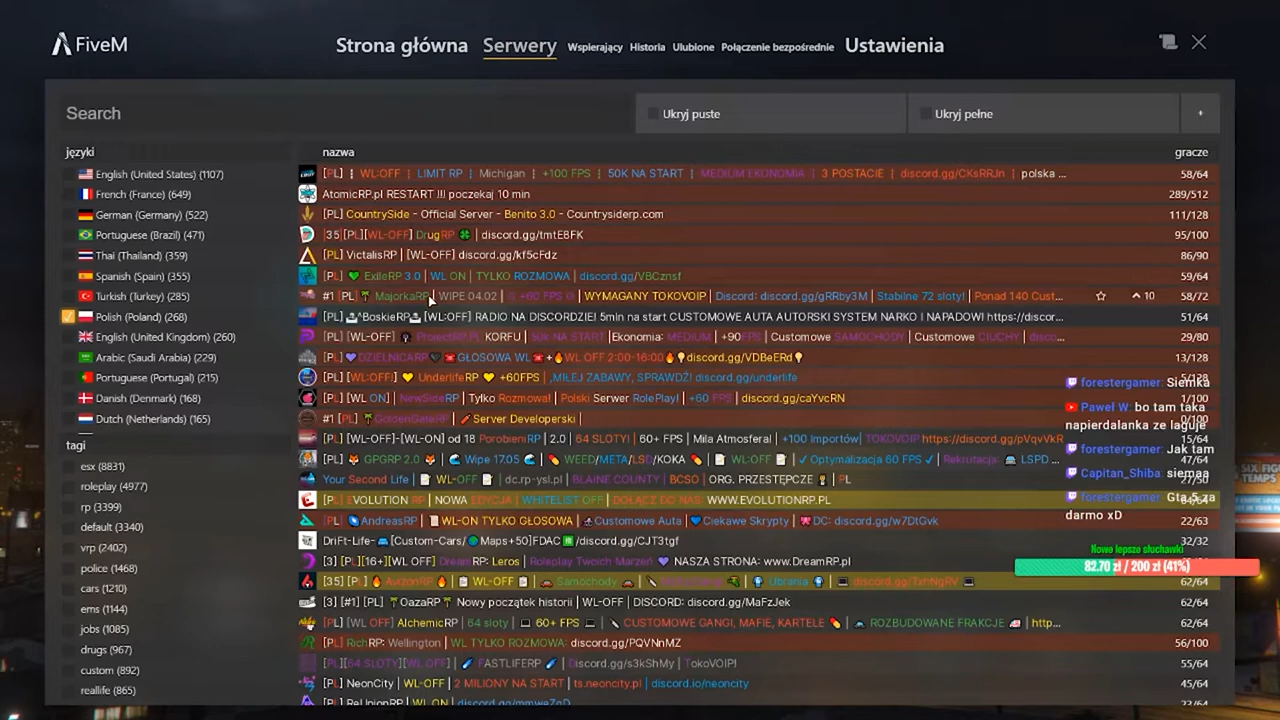 FiveM
Strona główna Serwery Wspierający Historia Ulubione Połączenie bezpośrednie Ustawienia
Search
Ukryj puste
Ukryj pełne
+
języki
English (United States) (1107)
French (France) (649)
German (Germany) (522)
Portuguese (Brazil) (471)
Thai (Thailand) (359)
Spanish (Spain) (355)
Turkish (Turkey) (285)
Polish (Poland) (268)
English (United Kingdom) (260)
Arabic (Saudi Arabia) (229)
Portuguese (Portugal) (215)
Danish (Denmark) (168)
Dutch (Netherlands) (165)
tagi
esx (8831)
roleplay (4977)
rp (3399)
default (3340)
vrp (2402)
police (1468)
cars (1210)
ems (1144)
jobs (1085)
drugs (967)
custom (892)
reallife (865)
nazwa gracze
[PL] ¦ WL:OFF ¦ LIMIT RP ¦ Michigan ¦ +100 FPS ¦ 50K NA START ¦ MEDIUM EKONOMIA ¦ 3 POSTACIE ¦ discord.gg/CKsRRJn ¦ polska ... 58/64
AtomicRP.pl RESTART !!! poczekaj 10 min 289/512
[PL] CountrySide - Official Server - Benito 3.0 - Countrysiderp.com 111/128
|35|[PL][WL-OFF] DrugRP 🍀 | discord.gg/tmtE8FK 95/100
[PL] VictalisRP | [WL-OFF] discord.gg/kf5cFdz 86/90
[PL] 💚 ExileRP 3.0 | WL ON | TYLKO ROZMOWA | discord.gg/VBCznsf 59/64
#1 [PL] 🌴 MajorkaRP | WIPE 04.02 | +60 FPS | WYMAGANY TOKOVOIP | Discord: discord.gg/gRRby3M | Stabilne 72 sloty! | Ponad 140 Cust... 10 58/72
[PL] ^BoskieRP [WL:OFF] RADIO NA DISCORDZIE! 5min na start CUSTOMOWE AUTA AUTORSKI SYSTEM NARKO I NAPADOW! https://discor... 51/64
[PL] [WL-OFF] | ProjectRP.PL KORFU | 50K NA START |Ekonomia: MEDIUM | +90FPS | Customowe SAMOCHODY | Customowe CIUCHY | disco... 29/80
[PL] 💜DZIELNICARP🖤☎️GŁOSOWA WL☎️+🔥WL OFF 2:00-16:00🔥💡discord.gg/VDBeERd💡 13/128
[PL] [WL:OFF!] 💛 UnderlifeRP 💛 +60FPS | ,MIŁEJ ZABAWY, SPRAWDŹ! discord.gg/underlife 5/128
[PL] [WL ON] | NewSideRP | Tylko Rozmowa! | Polski Serwer RolePlay! | +60 FPS | discord.gg/caYvcRN 1/100
#1 [PL] 🌴GoldenGateRP | 🧨Server Developerski | 0/100
[PL] [WL-OFF]-[WL-ON] od 18 PorobieniRP | 2.0 | 64 SLOTY! | 60+ FPS | Mila Atmosfera! | +100 Importów| TOKOVOIP https://discord.gg/pVqvVkR 15/64
[PL] 🦊 GPGRP 2.0 🦊 | 🌊 Wipe 17.05 🌊 | 💊 WEED/META/LSD/KOKA 💊 | 📄 WL:OFF 📄 | ✓ Optymalizacja 60 FPS ✓ | Rekrutacja: 🚘 LSPD ... 47/64
Your Second Life | 📄 WL-OFF 📄 | dc.rp-ysl.pl | BLAINE COUNTY | BCSO | ORG. PRZESTĘPCZE | PL 27/30
[PL] EVOLUTION RP | NOWA EDYCJA | WHITELIST OFF | DOŁĄCZ DO NAS: WWW.EVOLUTIONRP.PL
[PL] AndreasRP | 📜WL-ON TYLKO GŁOSOWA | Customowe Auta | 💙Ciekawe Skrypty | ☎️DC: discord.gg/w7DtGvk 22/63
DriFt-Life- 🚘 [Custom-Cars/🌎Maps+50]FDAC /discord.gg/CJT3tgf 32/32
[3] [PL][16+][WL OFF] DreamRP: Leros | Roleplay Twoich Marzeń 💜 NASZA STRONA: www.DreamRP.pl
[35] [PL] 🔥 AvizonRP 🔥 | 📋 WL-OFF 📋 | 🚗 Samochody 🚗 | | Ubrania | 💻 discord.gg/TxhNgRV 💻 62/64
[3] [#1] [PL] 🌴OazaRP🌴 Nowy początek historii | WL-OFF | DISCORD: discord.gg/MaFzJek 62/64
[PL] [WL OFF] AlchemicRP | 64 sloty | 💻 60+ FPS 💻 | CUSTOMOWE GANGI, MAFIE, KARTELE 💊 | ROZBUDOWANE FRAKCJE | http... 62/64
[PL] RichRP: Wellington | WL TYLKO ROZMOWA: discord.gg/PQVNnMZ 56/100
[PL][64 SLOTY][WL OFF] | FASTLIFERP | Discord.gg/s3kShMy | TokoVOIP! 55/64
[PL] NeonCity | WL-OFF | 2 MILIONY NA START | ts.neoncity.pl | discord.io/neoncity 45/64
[PL] ReUnionRP | WL ON | discord.gg/mmweZgD
forestergamer: Siemka
Paweł W: bo tam taka
napierdalanka ze laguje
forestergamer: Jak tam
Capitan_Shiba: sieman
forestergamer: Gta 5 za
darmo xD
Nowe lepsze słuchawki
82.70 zł / 200 zł (41%)
SIX FIG